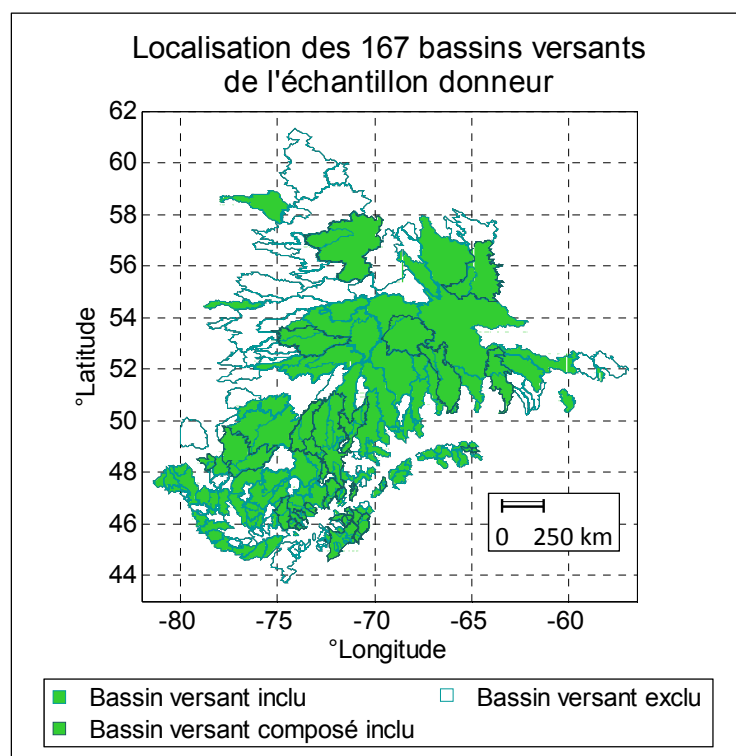 Localisation des 167 bassins versants
de l'échantillon donneur
62
60
58
56
54
52
50
48
46
44
°Latitude
0 250 km
-80 -75 -70 -65 -60
°Longitude
Bassin versant inclu
Bassin versant exclu
Bassin versant composé inclu